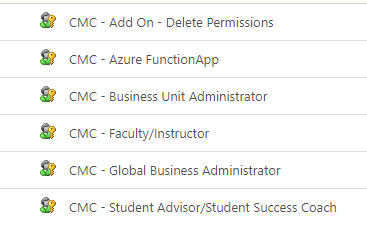 CMC - Add On - Delete Permissions
CMC - Azure FunctionApp
CMC - Business Unit Administrator
CMC - Faculty/Instructor
CMC - Global Business Administrator
CMC - Student Advisor/Student Success Coach